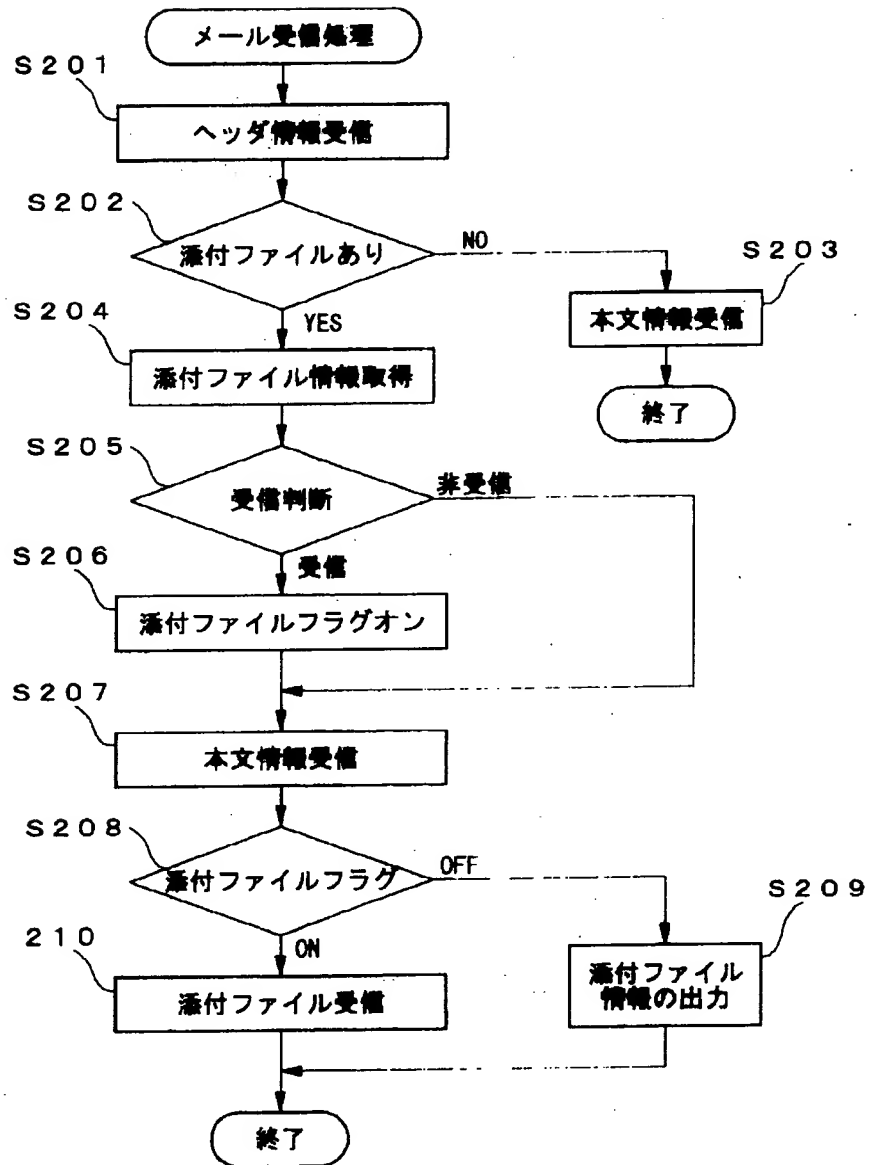 メール受信処理
S201
ヘッダ情報受信
S202
添付ファイルあり
NO
S203
本文情報受信
終了
S204
YES
添付ファイル情報取得
S205
受信判断
非受信
S206
受信
添付ファイルフラグオン
S207
本文情報受信
S208
添付ファイルフラグ
OFF
S209
添付ファイル
情報の出力
210
ON
添付ファイル受信
終了